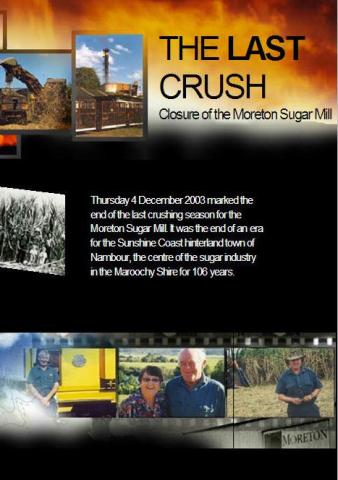 THE LAST
CRUSH
Closure of the Moreton Sugar Mill
Thursday 4 December 2003 marked the
end of the last crushing season for the
Moreton Sugar Mill. It was the end of an era
for the Sunshine Coast hinterland town of
Nambour, the centre of the sugar industry
in the Maroochy Shire for 106 years.
MORETON